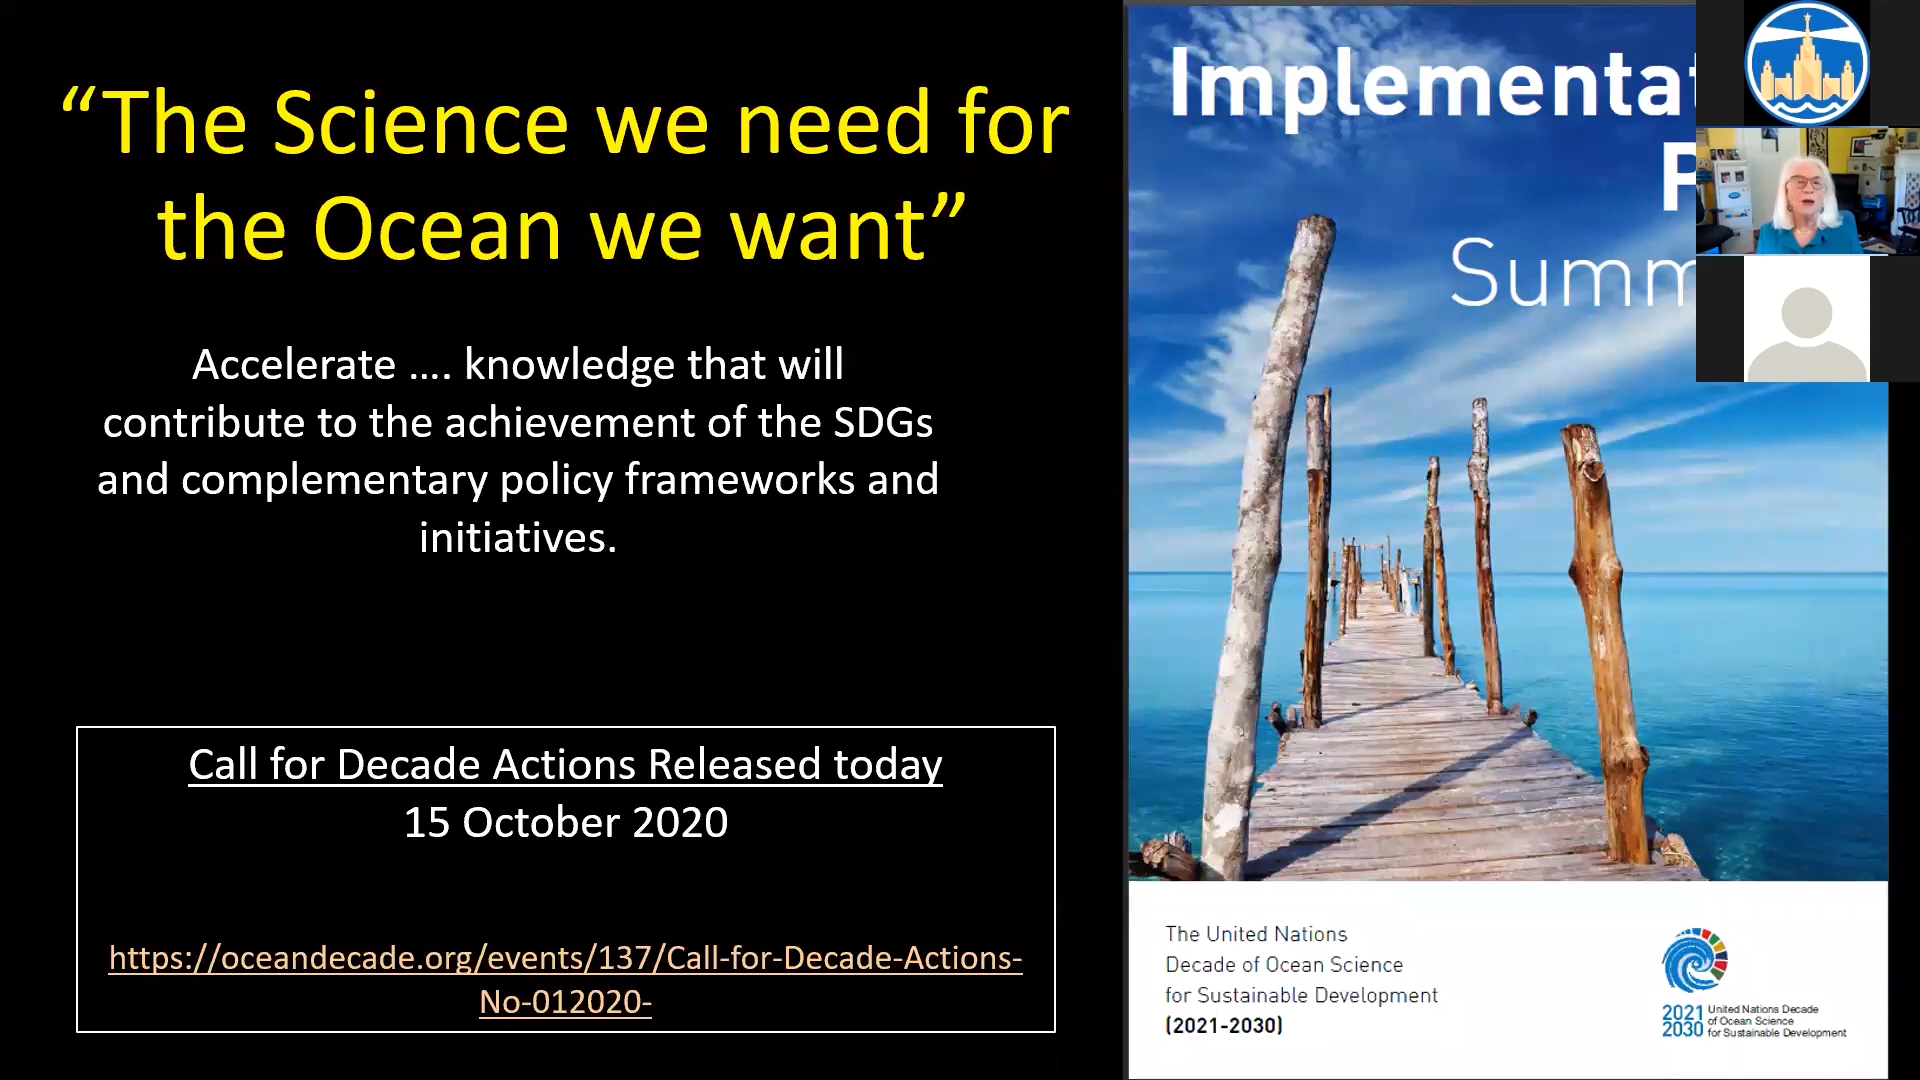 “The Science we need for
the Ocean we want”
Accelerate .... knowledge that will
contribute to the achievement of the SDGs
and complementary policy frameworks and
initiatives.
Call for Decade Actions Released today
15 October 2020
https://oceandecade.org/events/137/Call-for-Decade-Actions-
No-012020-
Implementat
P
Summ
The United Nations
Decade of Ocean Science
for Sustainable Development
(2021-2030)
2021 United Nations Decade
of Ocean Science
2030 for Sustainable Development